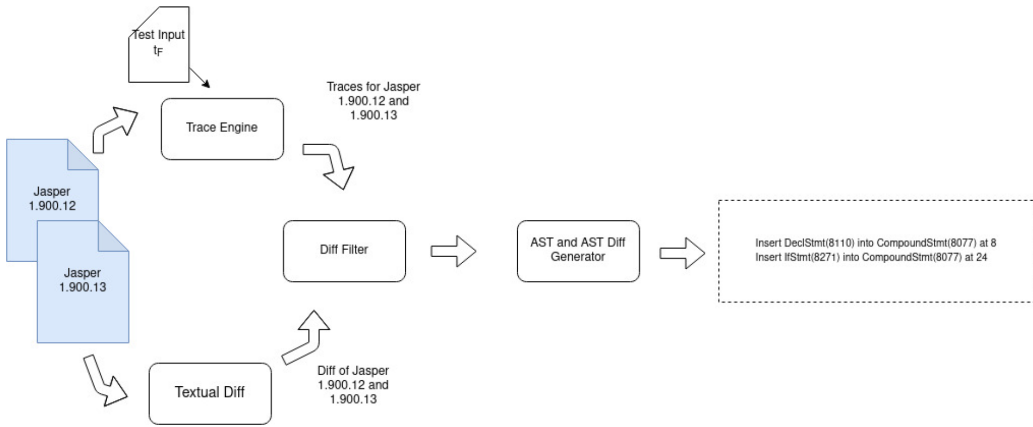 Test Input
tF
Traces for Jasper
1.900.12 and
1.900.13
Trace Engine
Jasper
1.900.12
Jasper
1.900.13
Diff Filter
AST and AST Diff
Generator
Insert DeclStmt(8110) into CompoundStmt(8077) at 8
Insert IfStmt(8271) into CompoundStmt(8077) at 24
Textual Diff
Diff of Jasper
1.900.12 and
1.900.13